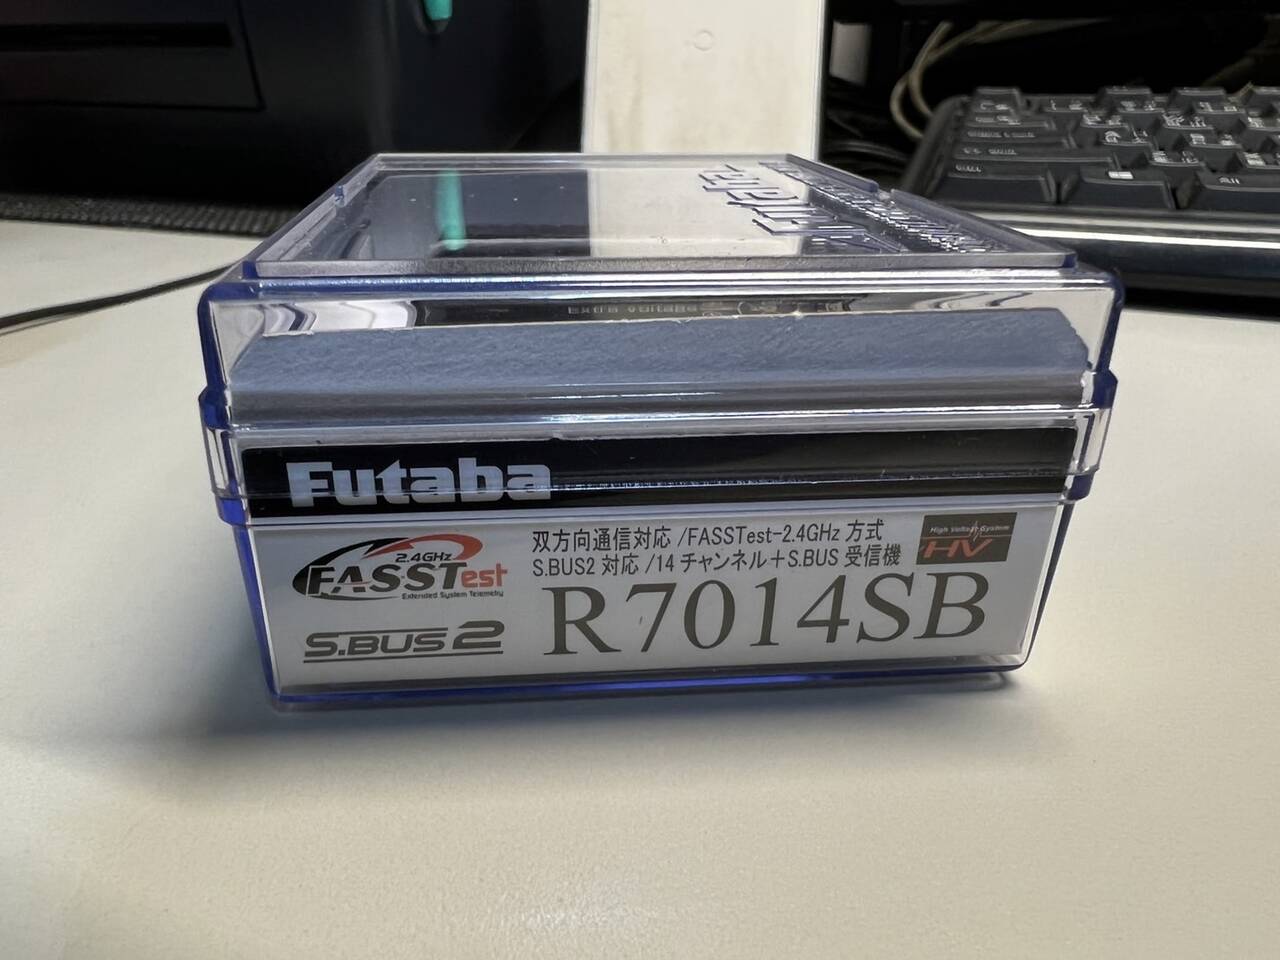 Futaba
Futaba
2.4GHz
FASSTest
Extended System Telemetry
双方向通信対応 /FASSTest-2.4GHz 方式
S.BUS2 対応 /14 チャンネル＋S.BUS 受信機
High Voltage System
HV
S.BUS2
R7014SB